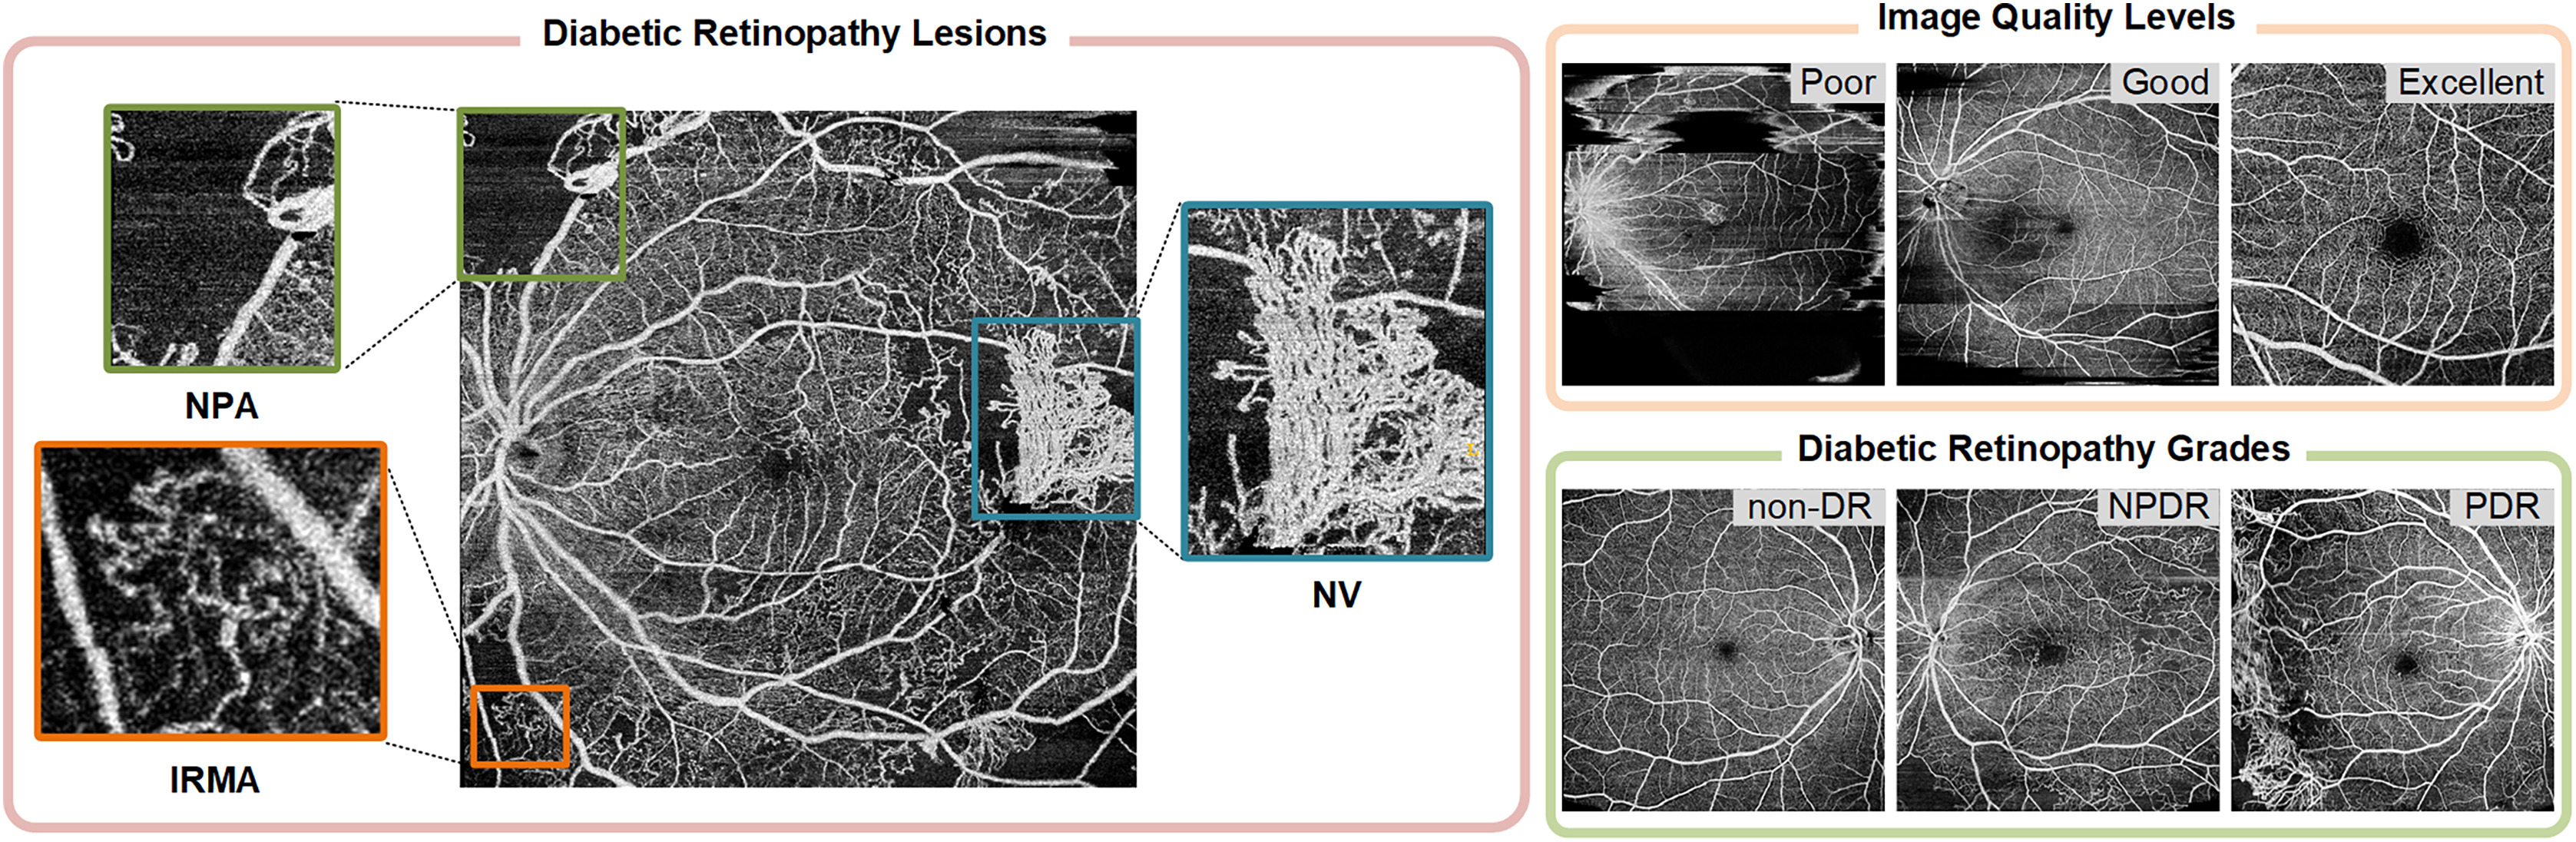 Diabetic Retinopathy Lesions
NPA
IRMA
NV
Image Quality Levels
Poor
Good
Excellent
Diabetic Retinopathy Grades
non-DR
NPDR
PDR